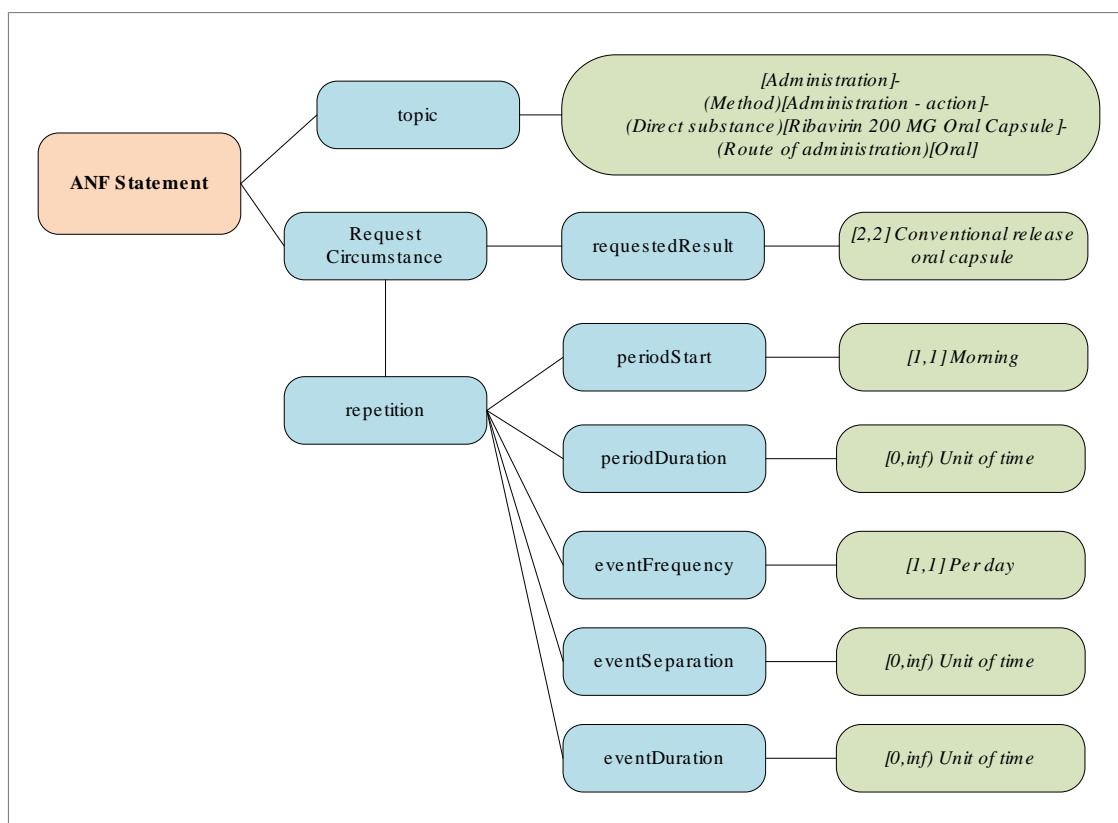 [Administration]-
(Method)[Administration - action]-
(Direct substance)[Ribavirin 200 MG Oral Capsule]-
(Route of administration)[Oral]
topic
ANF Statement
Request
Circumstance
requestedResult
[2,2] Conventional release
oral capsule
periodStart
[1,1] Morning
repetition
periodDuration
[0,inf) Unit of time
eventFrequency
[1,1] Per day
eventSeparation
[0,inf) Unit of time
eventDuration
[0,inf) Unit of time